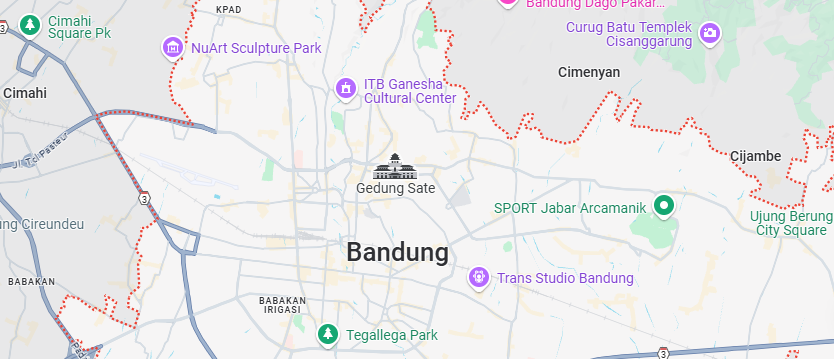 KPAD
Bandung Dago Pakar...
Cimahi
Square Pk
Curug Batu Templek
Cisanggarung
NuArt Sculpture Park
Cimenyan
ITB Ganesha
Cultural Center
Cimahi
3
Jl. Tol Pasteur
Cijambe
Gedung Sate
3
SPORT Jabar Arcamanik
Ujung Berung
City Square
ng Cireundeu
Bandung
Trans Studio Bandung
BABAKAN
BABAKAN
IRIGASI
Tegallega Park
3